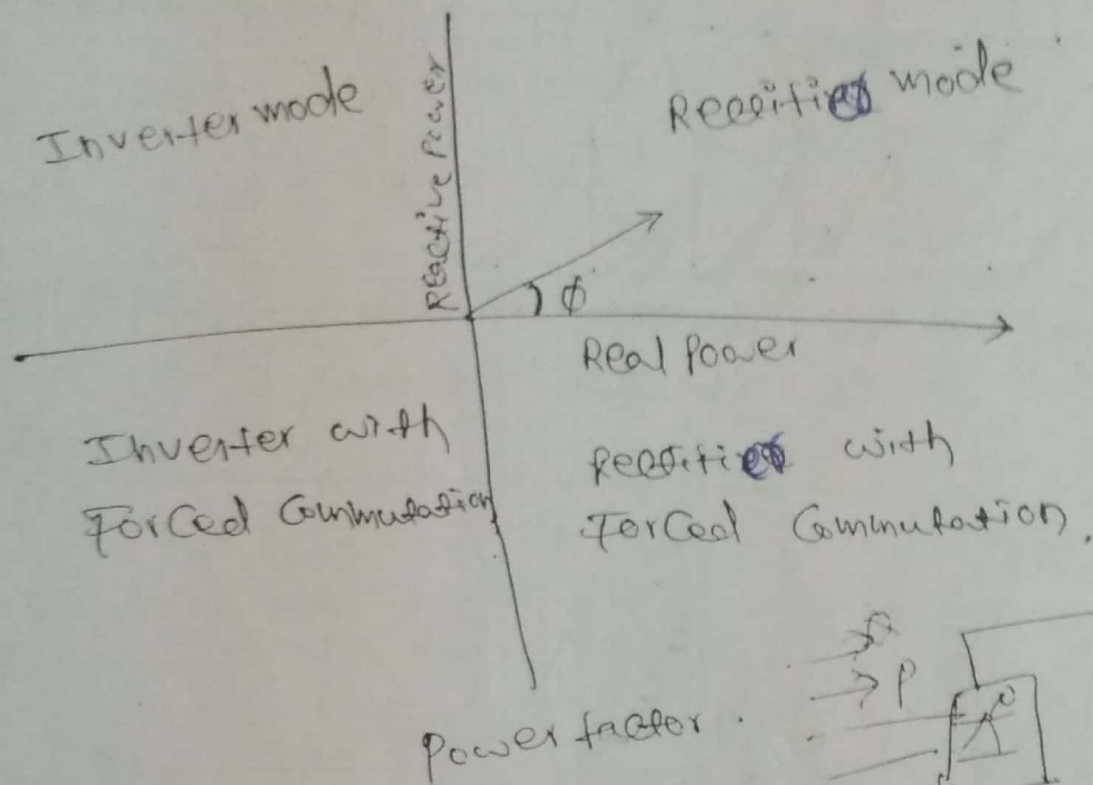 Inverter mode
Rectifier mode
Reactive Power
ϕ
Real Power
Inverter with
Forced Commutation
Rectifier with
Forced Commutation.
Power factor.
Q
P